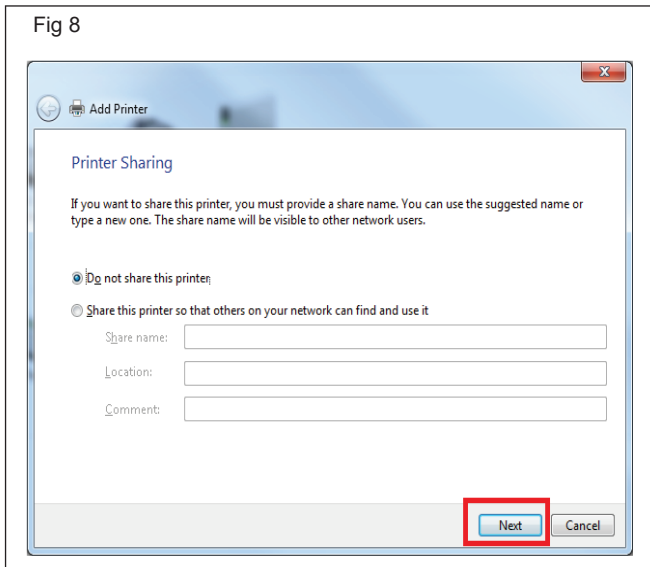 Fig 8
Add Printer
Printer Sharing
If you want to share this printer, you must provide a share name. You can use the suggested name or
type a new one. The share name will be visible to other network users.
Do not share this printer
Share this printer so that others on your network can find and use it
Share name:
Location:
Comment:
Next Cancel